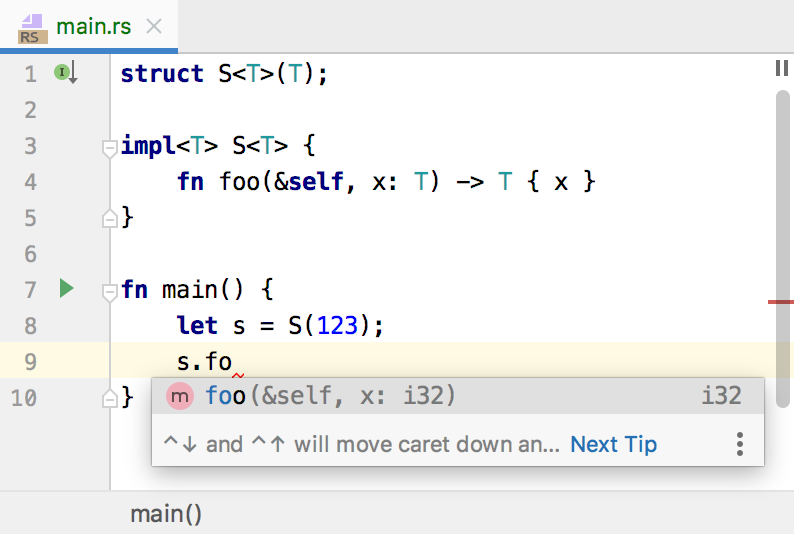 main.rs
RS
1 struct S<T>(T);
2
3 impl<T> S<T> {
4 fn foo(&self, x: T) -> T { x }
5 }
6
7 fn main() {
8 let s = S(123);
9 s.fo
10 }
m foo(&self, x: i32) i32
^↓ and ^↑ will move caret down an... Next Tip
main()